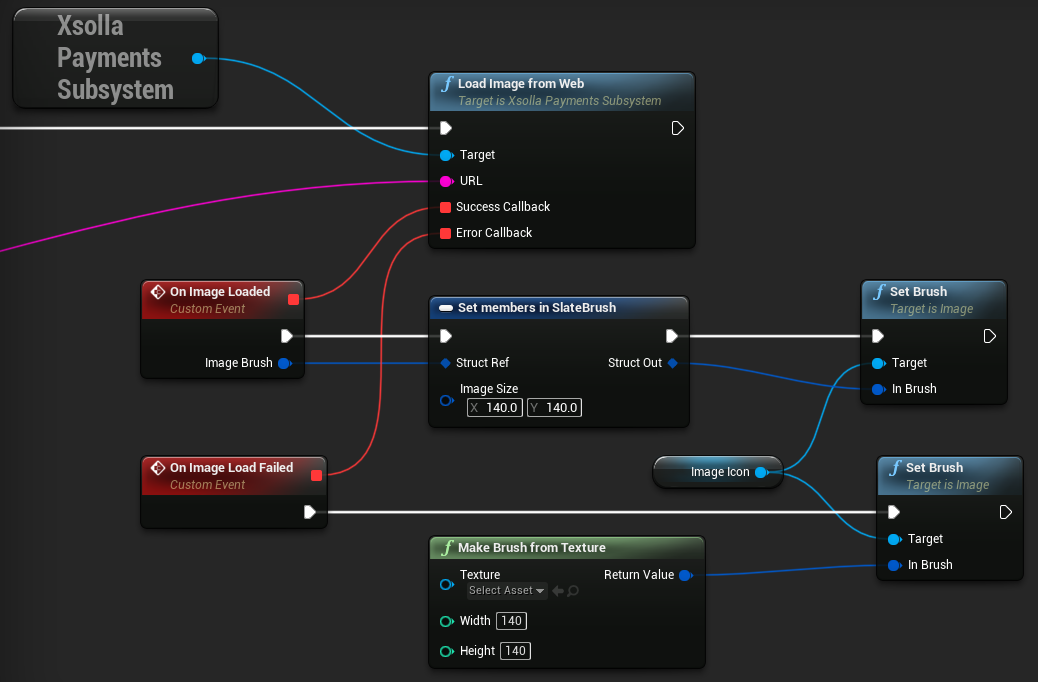 Xsolla
Payments
Subsystem
Load Image from Web
Target is Xsolla Payments Subsystem
Target
URL
Success Callback
Error Callback
On Image Loaded
Custom Event
Image Brush
Set members in SlateBrush
Struct Ref
Struct Out
Image Size
X 140.0 Y 140.0
Set Brush
Target is Image
Target
In Brush
On Image Load Failed
Custom Event
Image Icon
Set Brush
Target is Image
Target
In Brush
Make Brush from Texture
Texture
Return Value
Select Asset
Width 140
Height 140